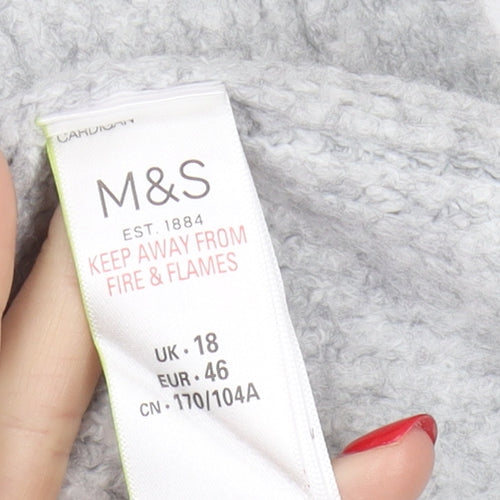 CARDIGAN
M&S
EST. 1884
KEEP AWAY FROM
FIRE & FLAMES
UK • 18
EUR • 46
CN • 170/104A